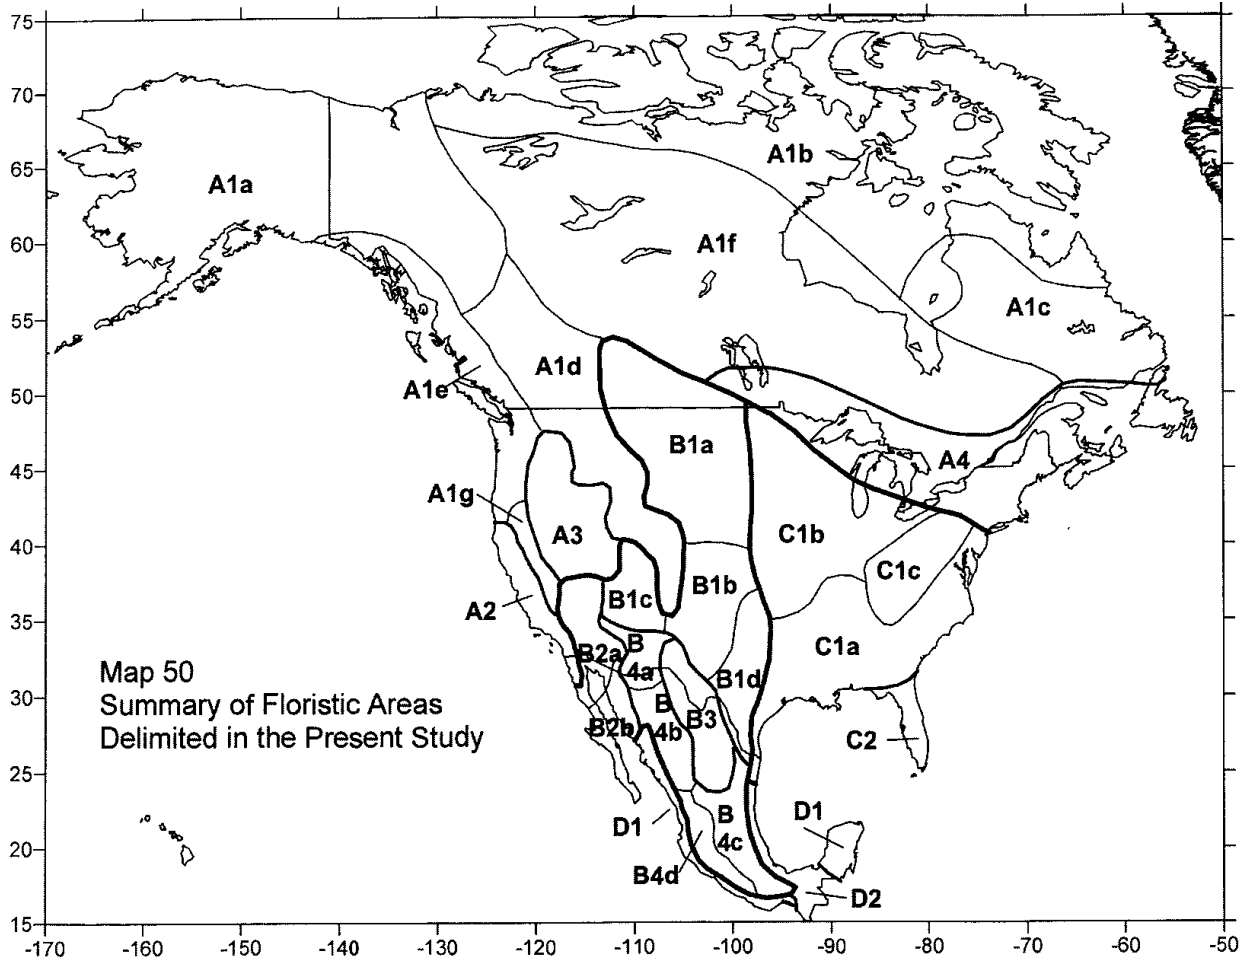 75
70
65
60
55
50
45
40
35
30
25
20
15
A1b
A1a
A1f
A1c
A1d
A1e
B1a
A4
A1g
A3
C1b
C1c
B1b
B1c
A2
B
C1a
B2a
4a
B1d
Map 50
Summary of Floristic Areas
Delimited in the Present Study
B
B3
B2b
4b
C2
D1
B
D1
4c
B4d
D2
-170 -160 -150 -140 -130 -120 -110 -100 -90 -80 -70 -60 -50